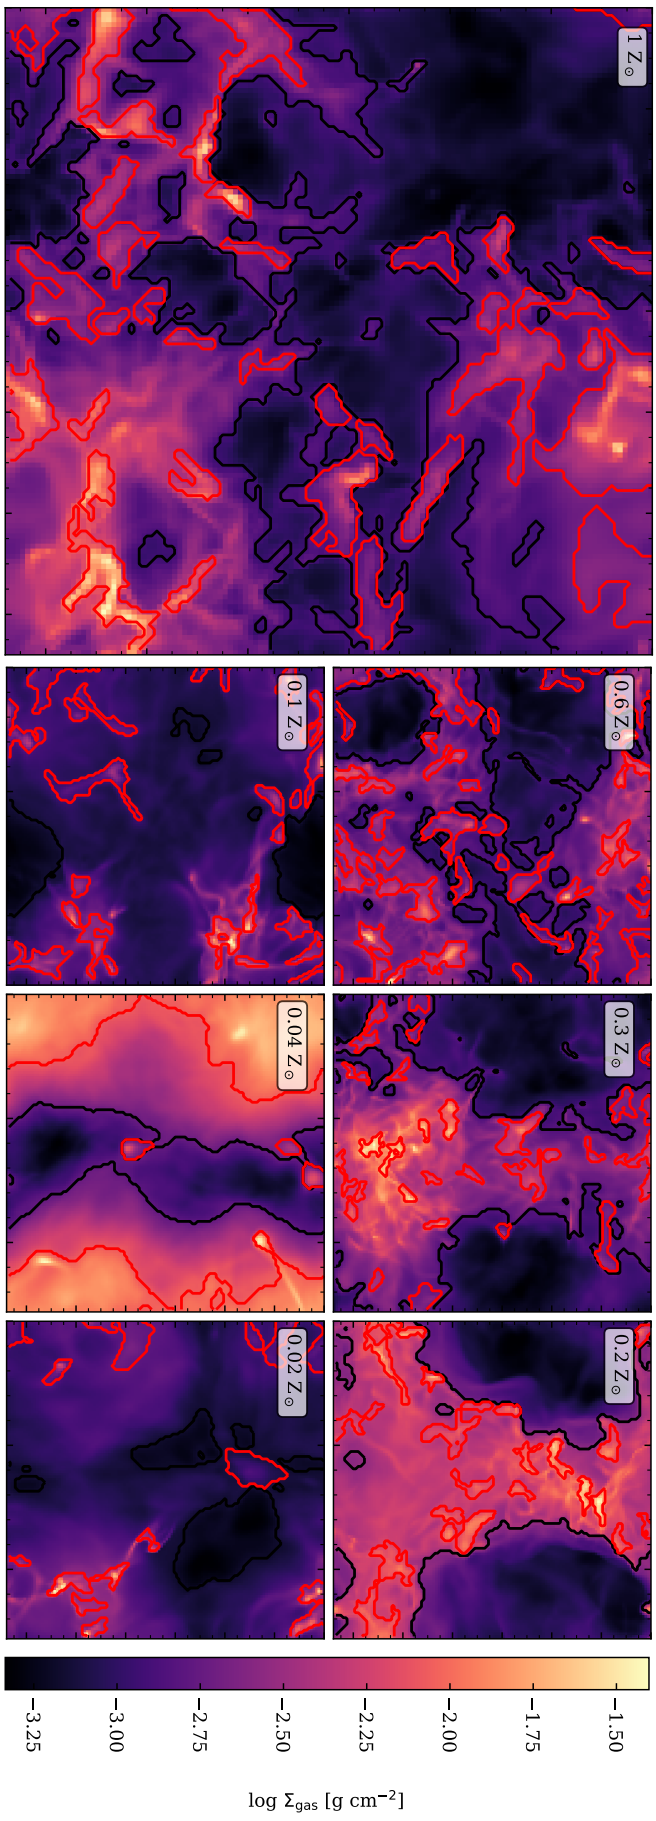 1 Z⊙
0.6 Z⊙
0.3 Z⊙
0.2 Z⊙
0.1 Z⊙
0.04 Z⊙
0.02 Z⊙
−3.25
−3.00
−2.75
−2.50
−2.25
−2.00
−1.75
−1.50
log Σgas [g cm−2]